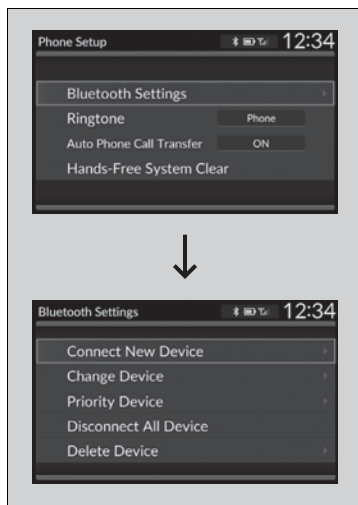 Phone Setup 12:34
Bluetooth Settings
Ringtone Phone
Auto Phone Call Transfer ON
Hands-Free System Clear
Bluetooth Settings 12:34
Connect New Device
Change Device
Priority Device
Disconnect All Device
Delete Device